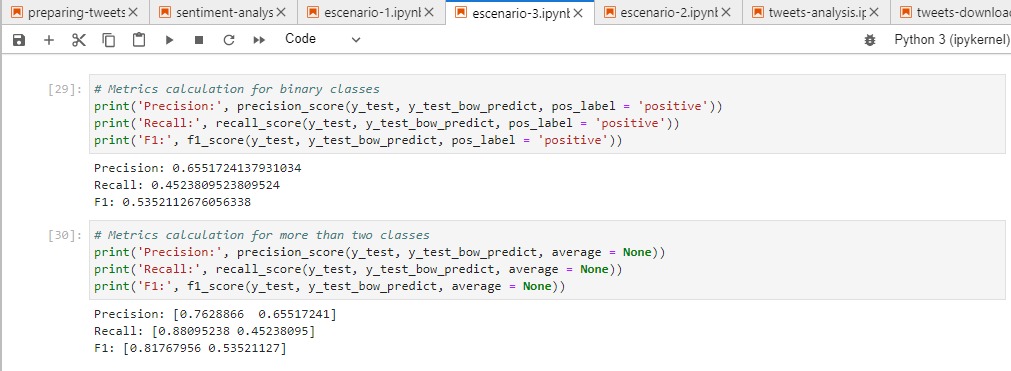 preparing-tweets
sentiment-analys
escenario-1.ipynl
escenario-3.ipynl
escenario-2.ipynl
tweets-analysis.ip
tweets-downloa
Code
Python 3 (ipykernel)
[29]: # Metrics calculation for binary classes
print('Precision:', precision_score(y_test, y_test_bow_predict, pos_label = 'positive'))
print('Recall:', recall_score(y_test, y_test_bow_predict, pos_label = 'positive'))
print('F1:', f1_score(y_test, y_test_bow_predict, pos_label = 'positive'))
Precision: 0.6551724137931034
Recall: 0.4523809523809524
F1: 0.5352112676056338
[30]: # Metrics calculation for more than two classes
print('Precision:', precision_score(y_test, y_test_bow_predict, average = None))
print('Recall:', recall_score(y_test, y_test_bow_predict, average = None))
print('F1:', f1_score(y_test, y_test_bow_predict, average = None))
Precision: [0.7628866  0.65517241]
Recall: [0.88095238 0.45238095]
F1: [0.81767956 0.53521127]